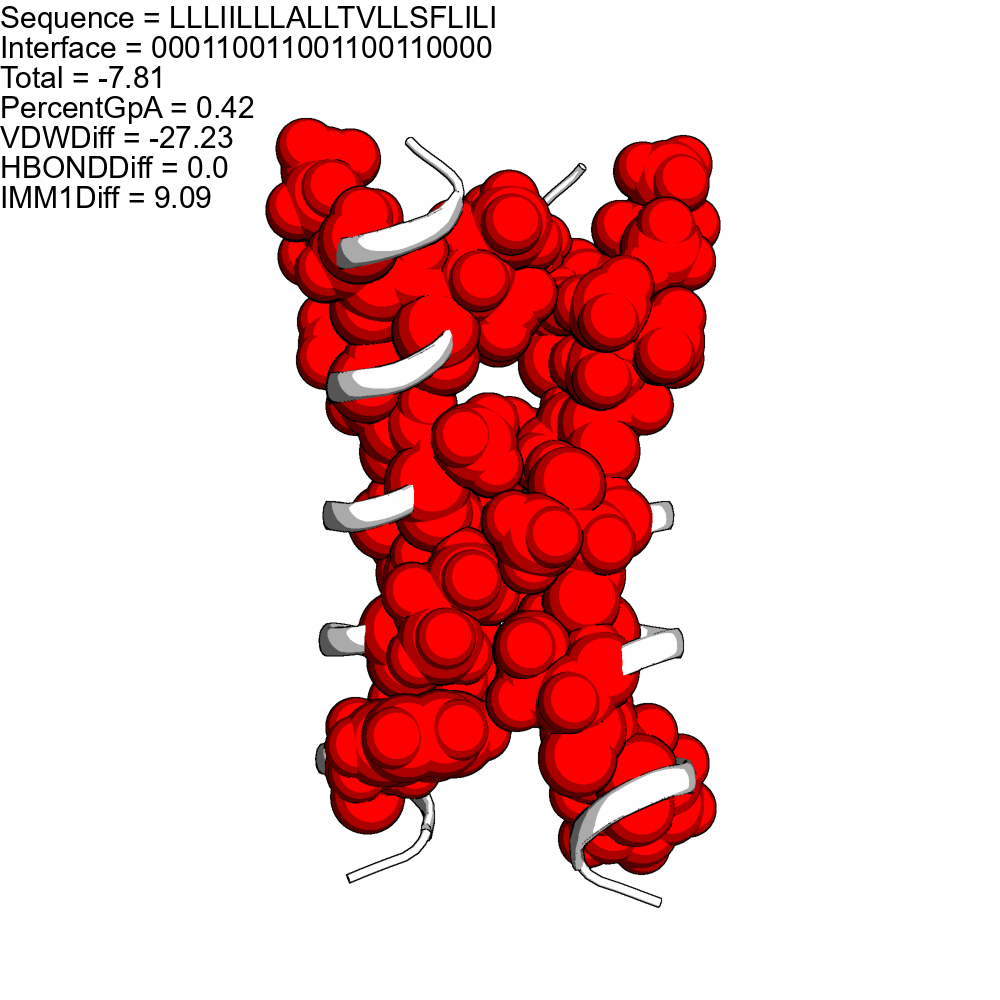 Sequence = LLLIILLLALLTVLLSFLILI
Interface = 000110011001100110000
Total = -7.81
PercentGpA = 0.42
VDWDiff = -27.23
HBONDDiff = 0.0
IMM1Diff = 9.09